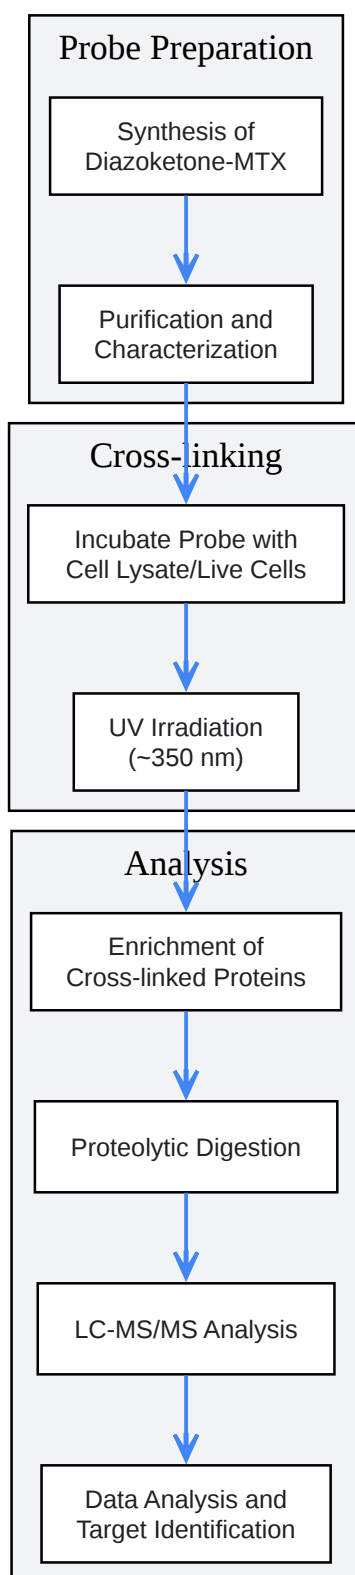 Probe Preparation
Synthesis of
Diazoketone-MTX
Purification and
Characterization
Cross-linking
Incubate Probe with
Cell Lysate/Live Cells
UV Irradiation
(~350 nm)
Analysis
Enrichment of
Cross-linked Proteins
Proteolytic Digestion
LC-MS/MS Analysis
Data Analysis and
Target Identification